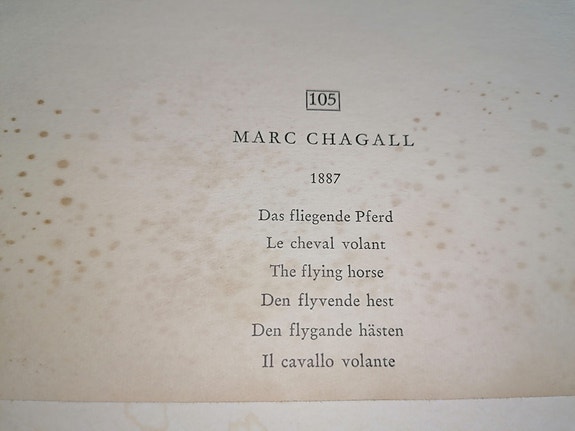 105
MARC CHAGALL
1887
Das fliegende Pferd
Le cheval volant
The flying horse
Den flyvende hest
Den flygande hästen
Il cavallo volante